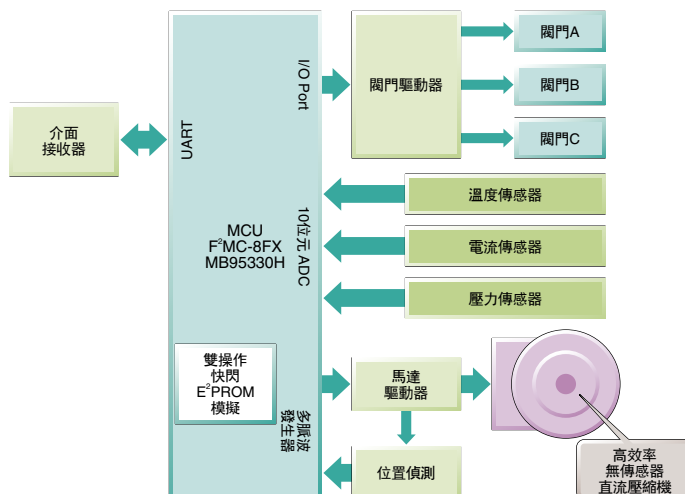 介面
接收器
UART
I/O Port
閥門驅動器
閥門A
閥門B
閥門C
MCU
F²MC-8FX
MB95330H
10位元 ADC
溫度傳感器
電流傳感器
壓力傳感器
雙操作
快閃
E²PROM
模擬
多脈波
發生器
馬達
驅動器
位置偵測
高效率
無傳感器
直流壓縮機